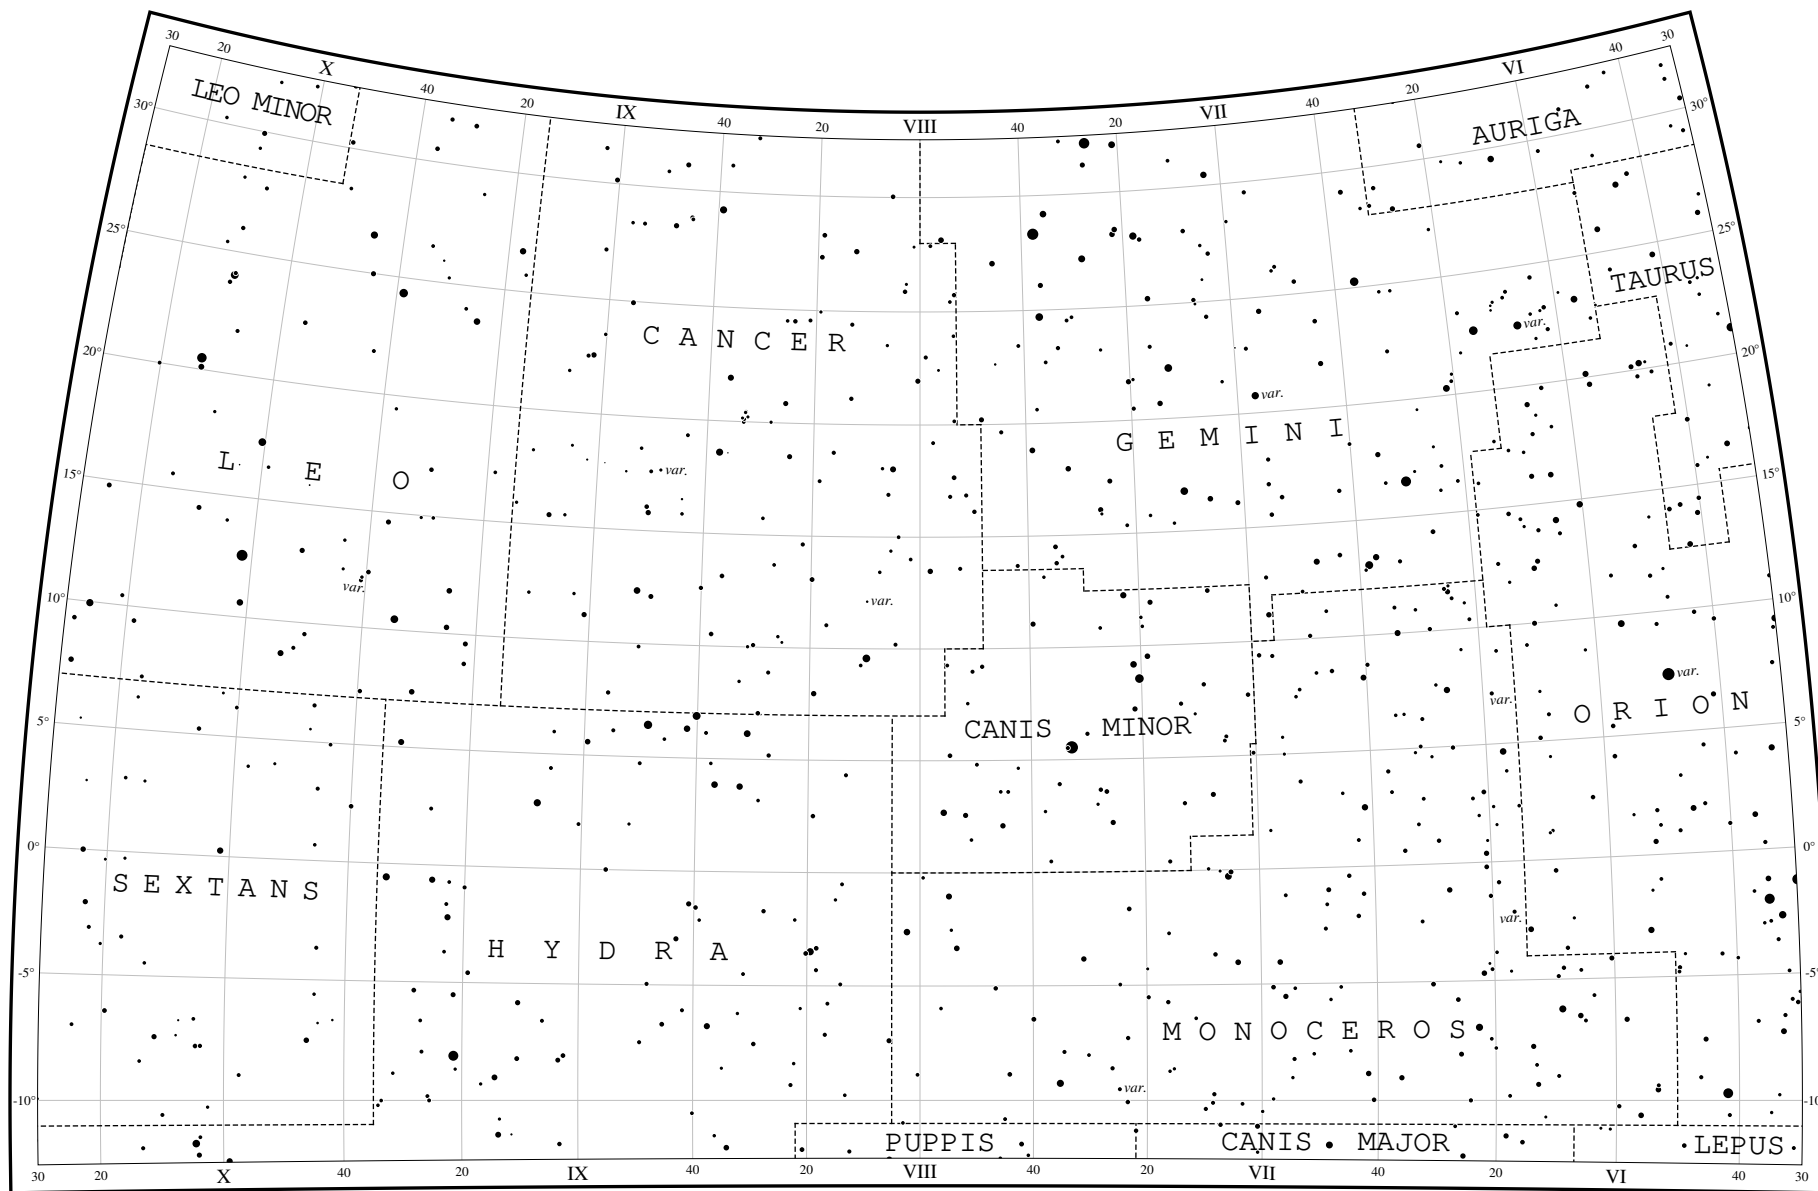 30 20 X 40 20 IX 40 20 VIII 40 20 VII 40 20 VI 40 30
LEO MINOR
AURIGA
30° 30°
25° 25°
TAURUS
var.
CANCER
20° 20°
var.
GEMINI
LEO
var.
15° 15°
var.
var.
10° 10°
var.
var.
ORION
CANIS MINOR
5° 5°
0° 0°
SEXTANS
var.
HYDRA
-5° -5°
MONOCEROS
var.
-10° -10
PUPPIS
CANIS MAJOR
LEPUS
30 20 X 40 IX 40 20 VIII 40 20 VII 40 20 VI 40 30